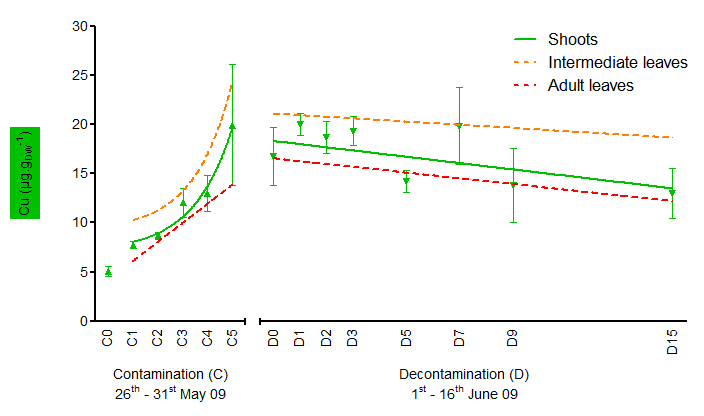 30
25
20
15
10
5
0
Cu (µg.gDW⁻¹)
Shoots
Intermediate leaves
Adult leaves
C0 C1 C2 C3 C4 C5 D0 D1 D2 D3 D5 D7 D9 D15
Contamination (C) Decontamination (D)
26th - 31st May 09 1st - 16th June 09